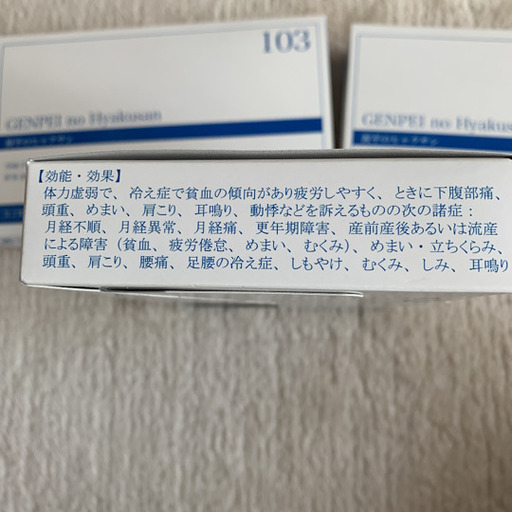 103
GENPEI no Hyakusan
GENPEI no Hyakus
【効能・効果】
体力虚弱で、冷え症で貧血の傾向があり疲労しやすく、ときに下腹部痛、
頭重、めまい、肩こり、耳鳴り、動悸などを訴えるものの次の諸症：
月経不順、月経異常、月経痛、更年期障害、産前産後あるいは流産
による障害（貧血、疲労倦怠、めまい、むくみ）、めまい・立ちくらみ、
頭重、肩こり、腰痛、足腰の冷え症、しもやけ、むくみ、しみ、耳鳴り